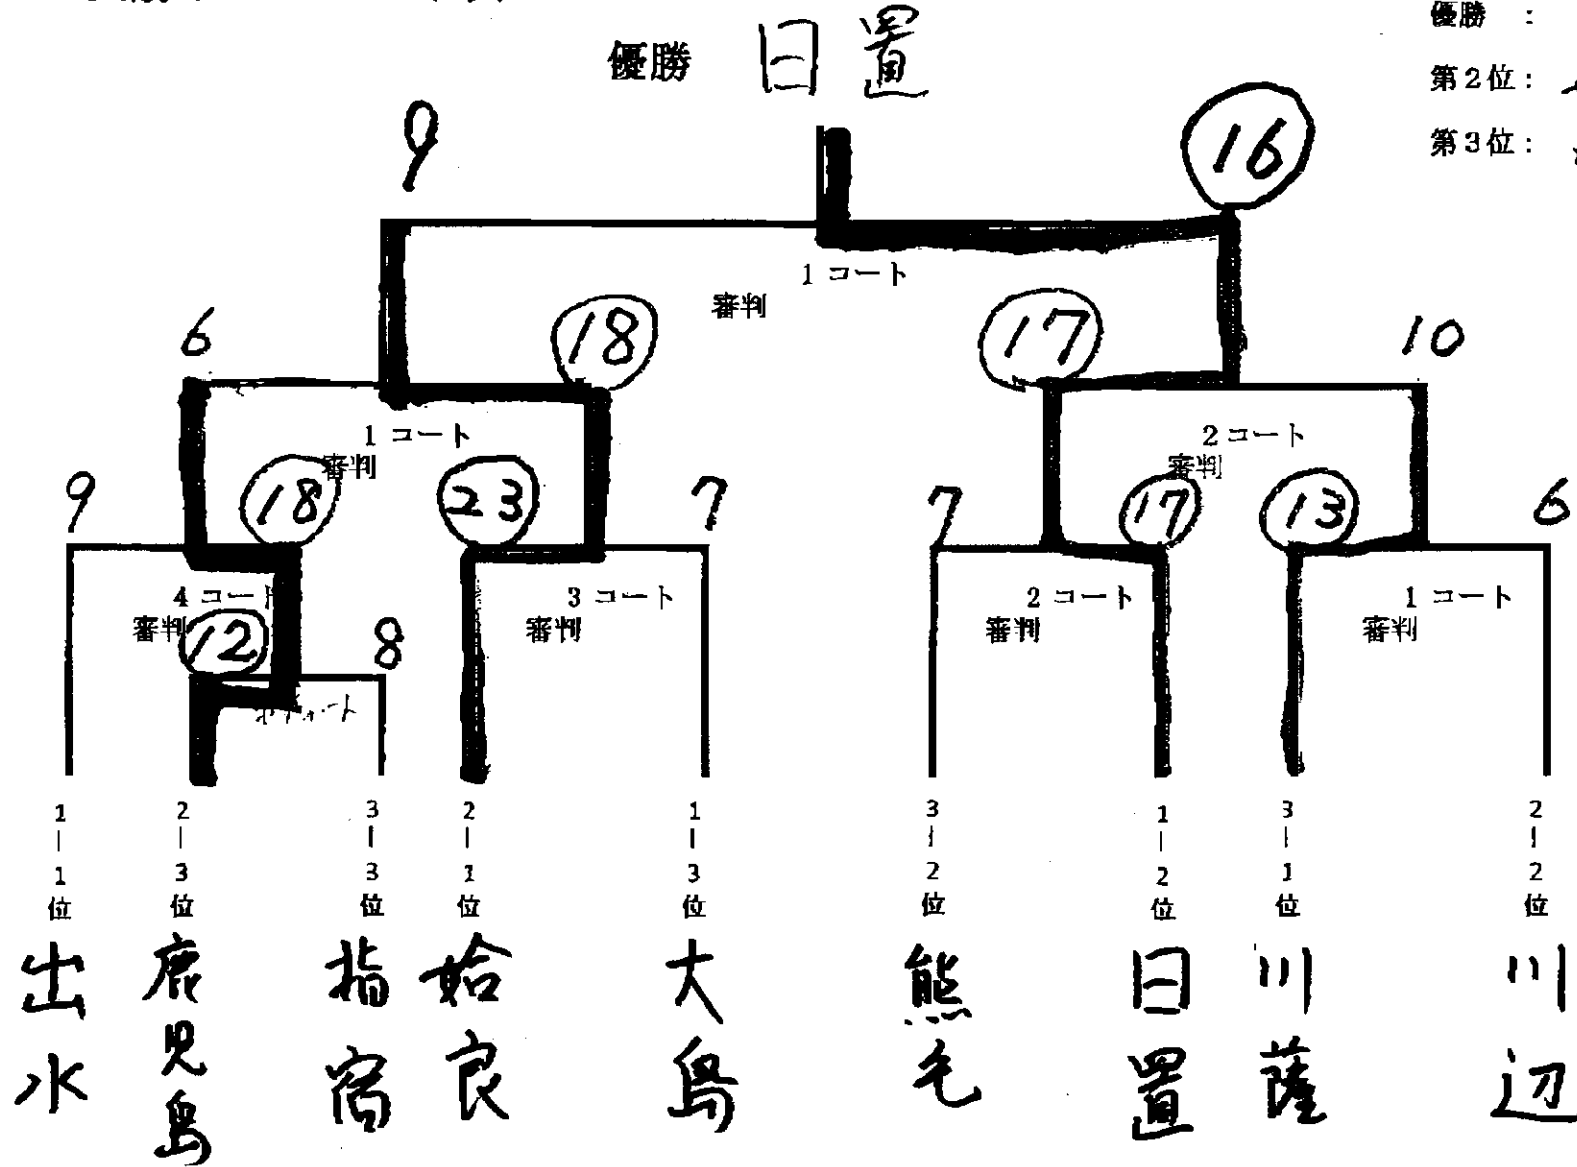 優勝 :
優勝 日置
第2位:
第3位:
9 16
1コート
審判
6 18 17 10
1コート 2コート
審判 審判
9 18 23 7 7 17 13 6
4コート 3コート 2コート 1コート
審判 審判 審判 審判
12 8
1-1位 2-3位 3-3位 2-1位 1-3位 3-2位 1-2位 3-1位 2-2位
出水 鹿児島 指宿 姶良 大島 熊毛 日置 川薩 川辺